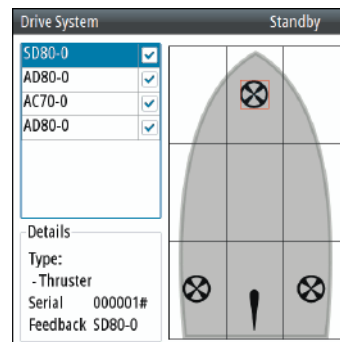 Drive System Standby
SD80-0
AD80-0
AC70-0
AD80-0
Details
Type:
- Thruster
Serial 000001#
Feedback SD80-0